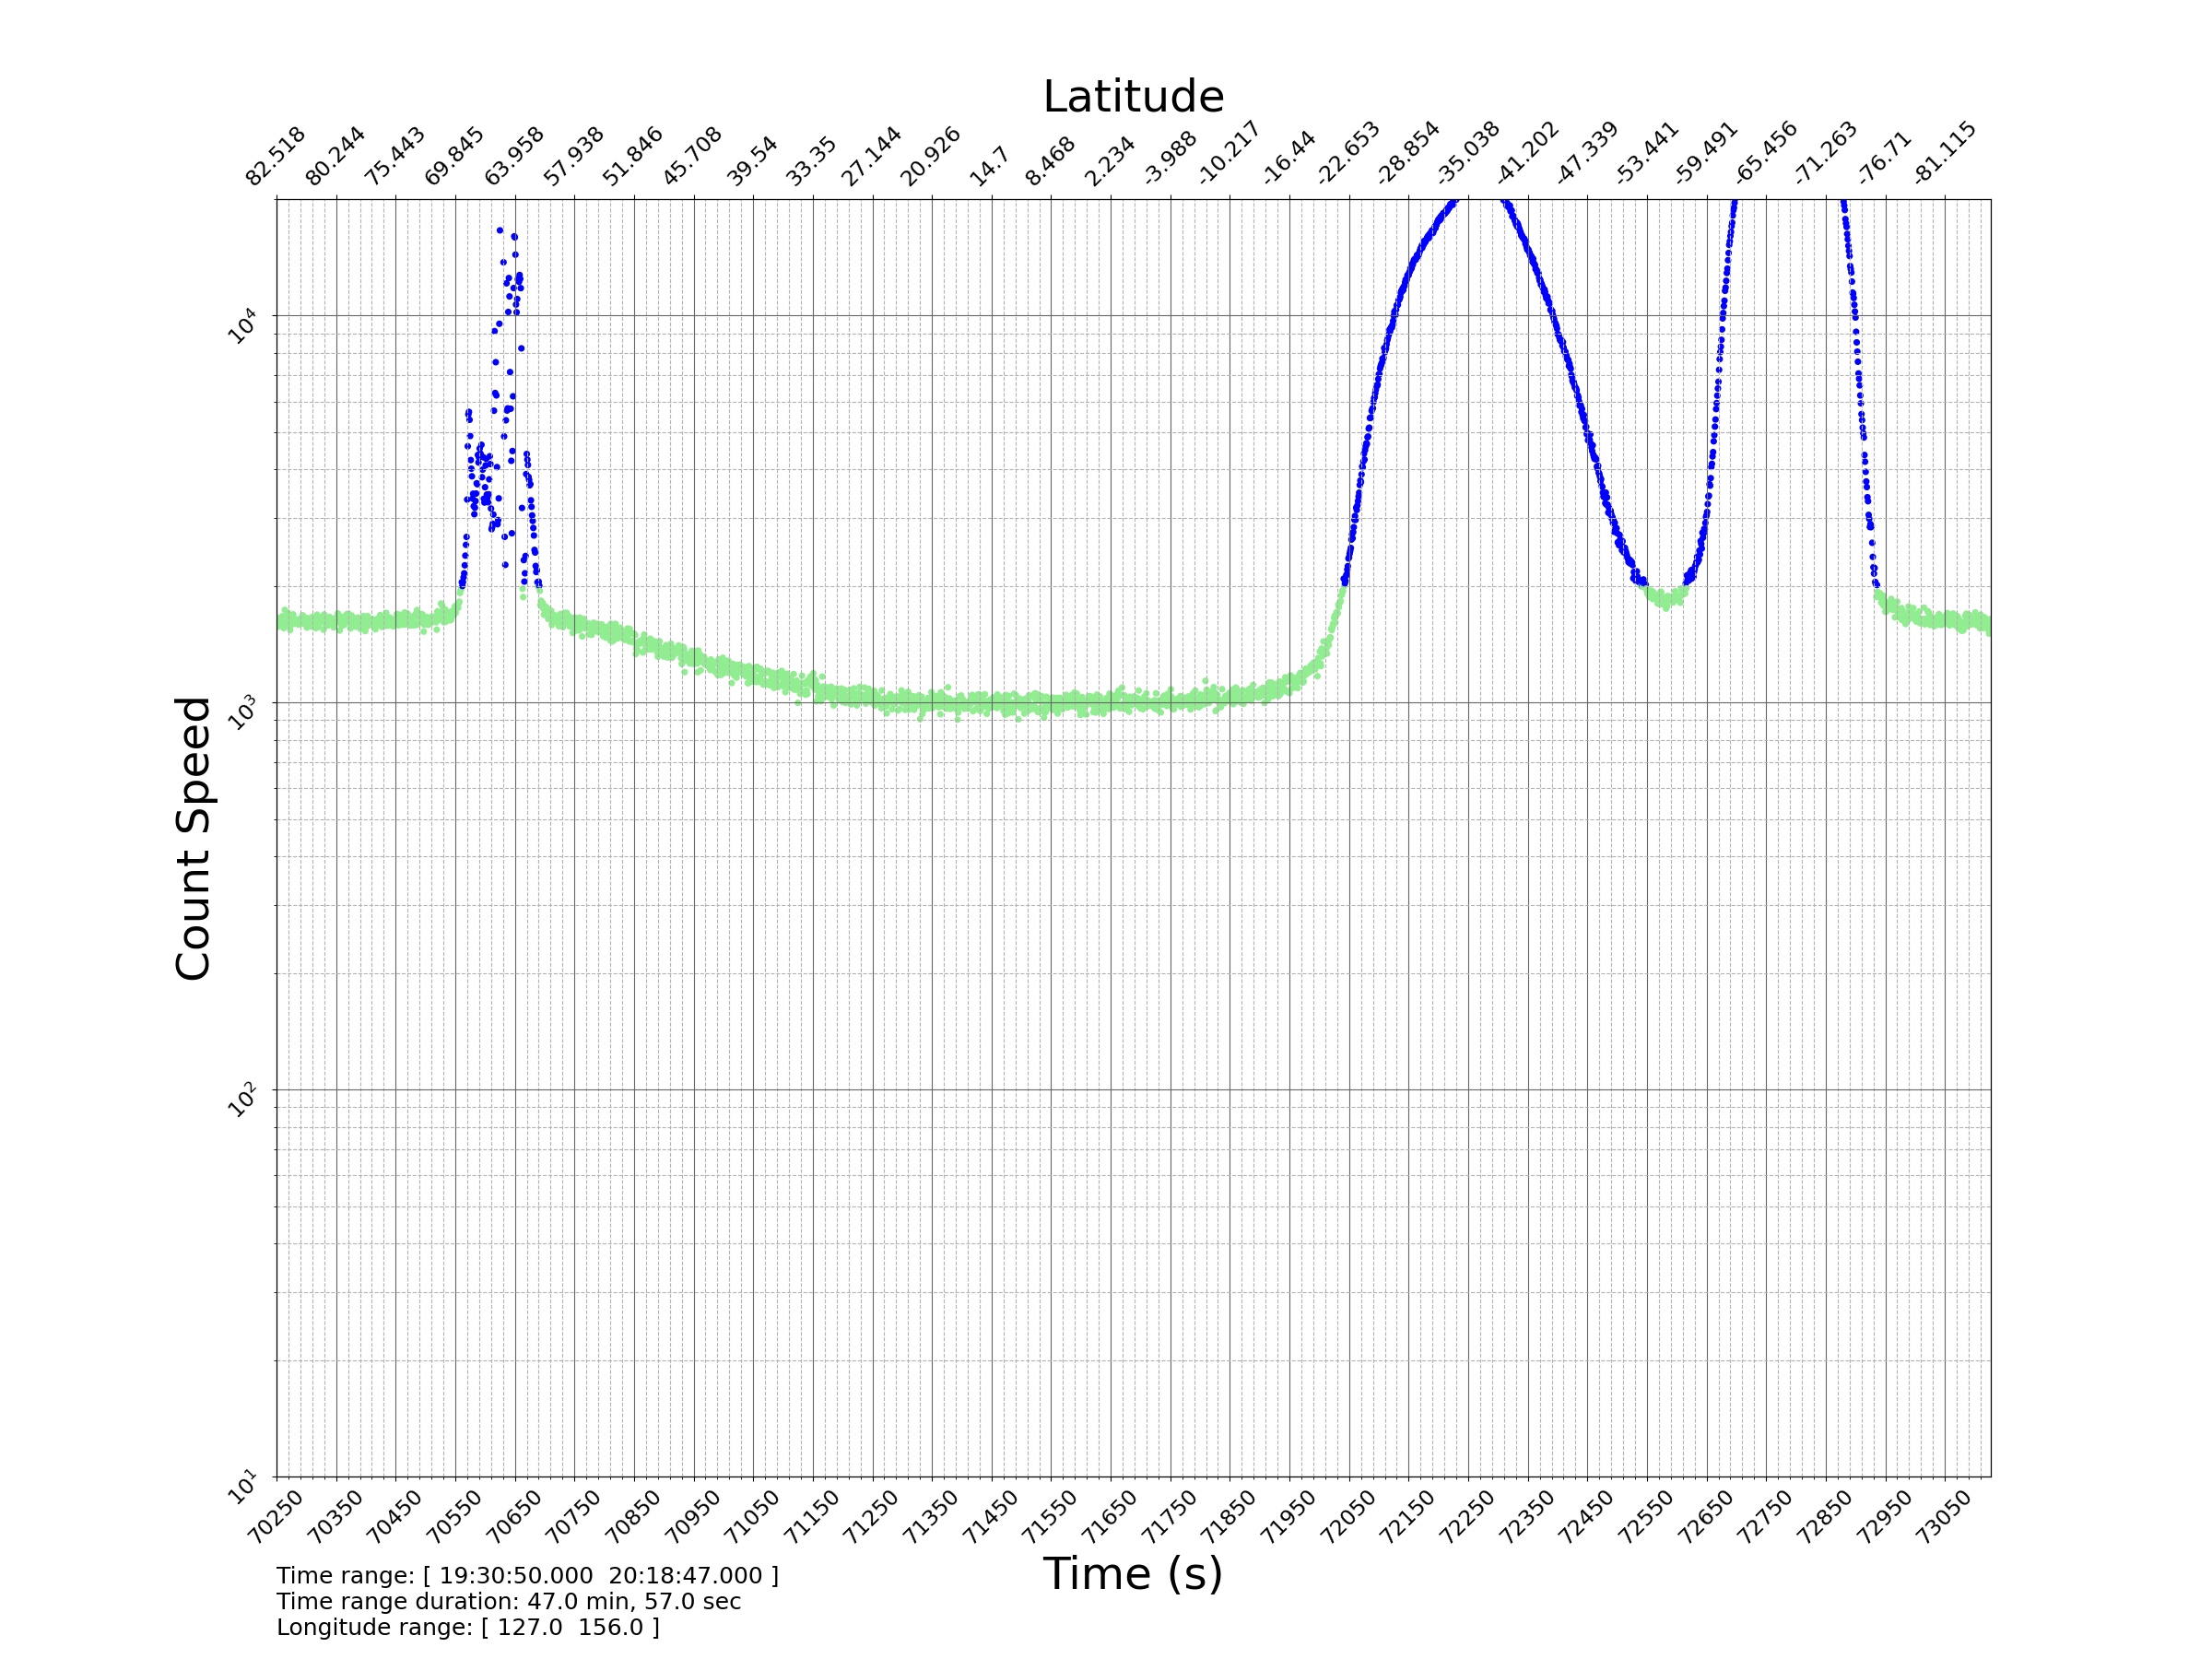 Latitude
82.518 80.244 75.443 69.845 63.958 57.938 51.846 45.708 39.54 33.35 27.144 20.926 14.7 8.468 2.234 -3.988 -10.217 -16.44 -22.653 -28.854 -35.038 -41.202 -47.339 -53.441 -59.491 -65.456 -71.263 -76.71 -81.115
10⁴
10³
Count Speed
10²
10¹
70250 70350 70450 70550 70650 70750 70850 70950 71050 71150 71250 71350 71450 71550 71650 71750 71850 71950 72050 72150 72250 72350 72450 72550 72650 72750 72850 72950 73050
Time (s)
Time range: [ 19:30:50.000  20:18:47.000 ]
Time range duration: 47.0 min, 57.0 sec
Longitude range: [ 127.0  156.0 ]